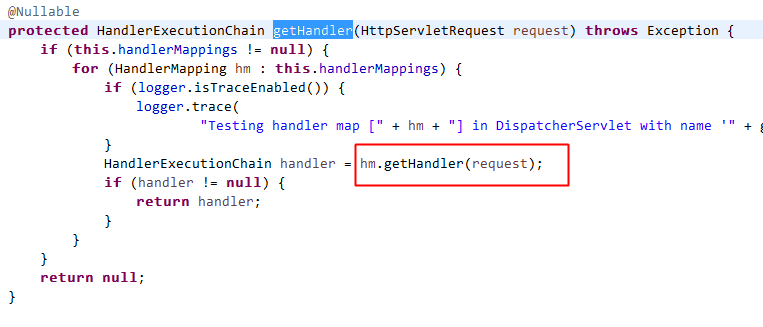 @Nullable
protected HandlerExecutionChain getHandler(HttpServletRequest request) throws Exception {
if (this.handlerMappings != null) {
for (HandlerMapping hm : this.handlerMappings) {
if (logger.isTraceEnabled()) {
logger.trace(
"Testing handler map [" + hm + "] in DispatcherServlet with name '" + g
}
HandlerExecutionChain handler = hm.getHandler(request);
if (handler != null) {
return handler;
}
}
}
return null;
}